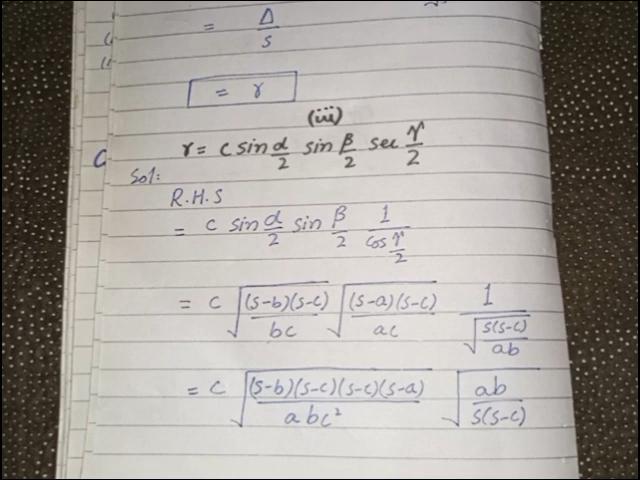 = Δ/s
= r
(iii)
r = c sin α/2 sin β/2 sec γ/2
Sol:
R.H.S
= c sin α/2 sin β/2 1/cos γ/2
= c √((s-b)(s-c)/bc) √((s-a)(s-c)/ac) 1/√(s(s-c)/ab)
= c √((s-b)(s-c)(s-c)(s-a)/abc²) √(ab/s(s-c))